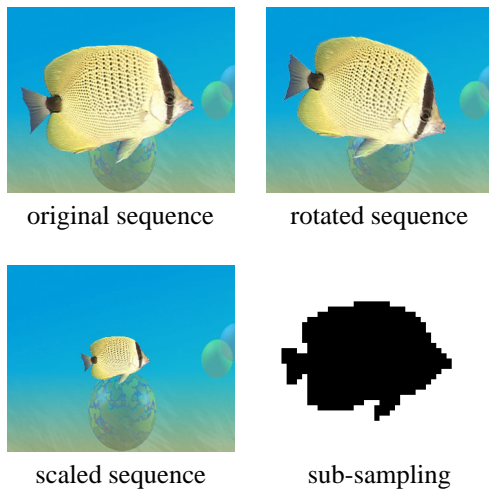 original sequence
rotated sequence
scaled sequence
sub-sampling